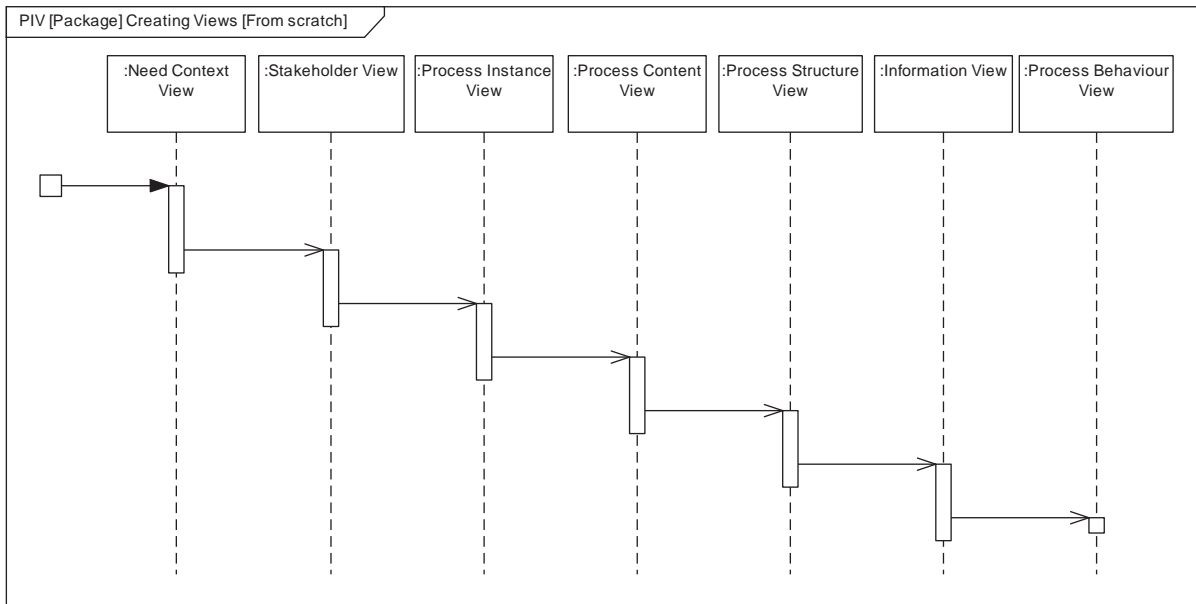 PIV [Package] Creating Views [From scratch]
:Need Context
View
:Stakeholder View
:Process Instance
View
:Process Content
View
:Process Structure
View
:Information View
:Process Behaviour
View